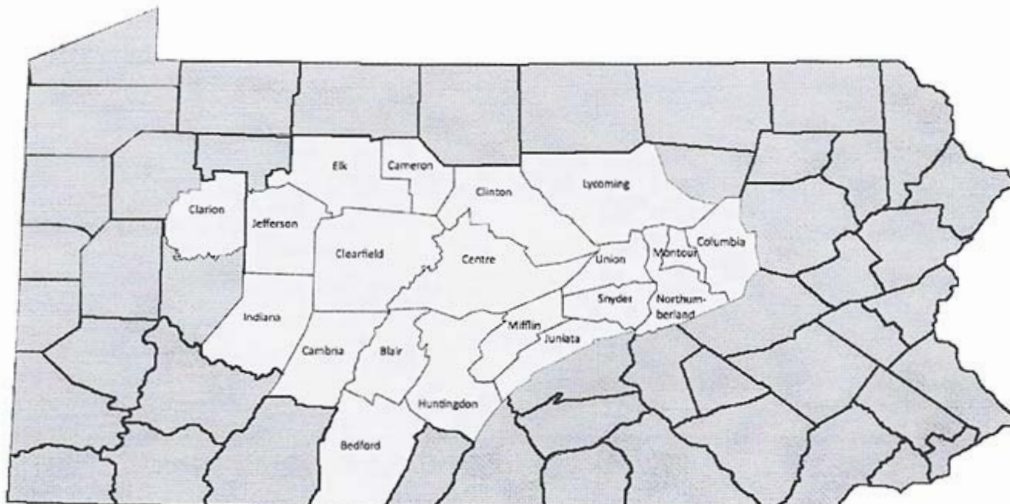 Elk
Cameron
Clinton
Lycoming
Clarion
Jefferson
Clearfield
Centre
Union
Montour
Columbia
Snyder
Northum-
berland
Indiana
Cambria
Blair
Mifflin
Juniata
Huntingdon
Bedford